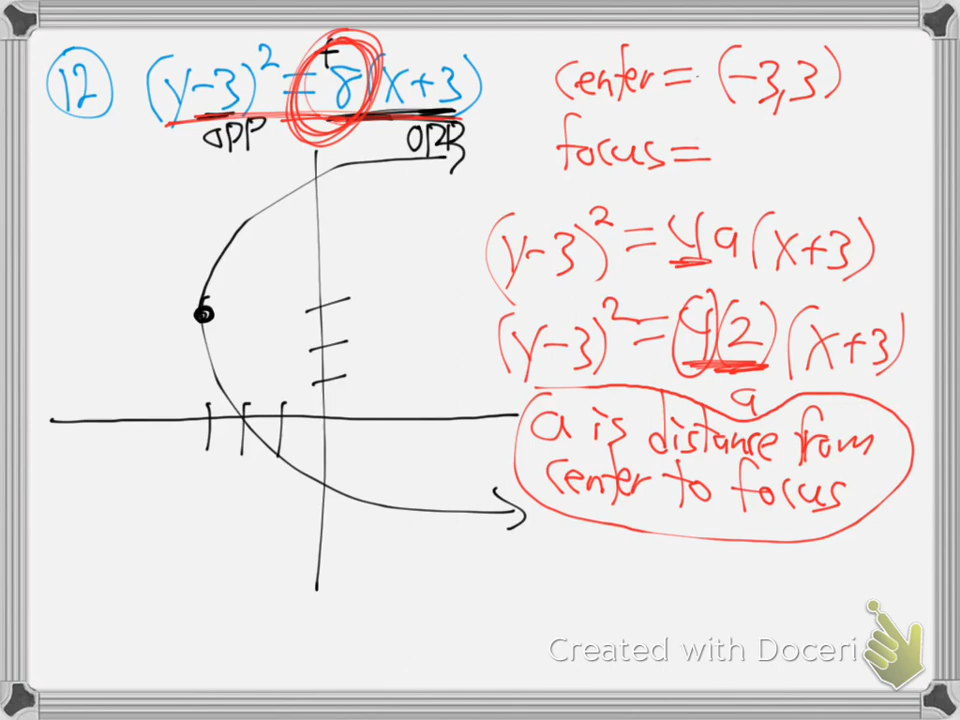 12 (y-3)² = 8(x+3)
+
OPP OPP
center = (-3,3)
focus =
(y-3)² = 4a(x+3)
(y-3)² = (4)(2)(x+3)
a
a is distance from
center to focus
Created with Doceri